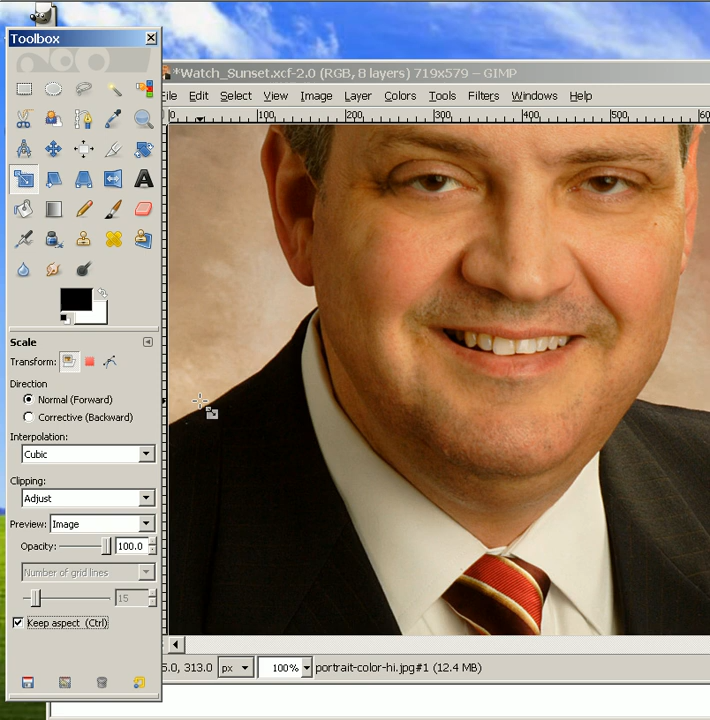 Toolbox
*Watch_Sunset.xcf-2.0 (RGB, 8 layers) 719x579 – GIMP
File Edit Select View Image Layer Colors Tools Filters Windows Help
0 100 200 300 400 500
Scale
Transform:
Direction
Normal (Forward)
Corrective (Backward)
Interpolation:
Cubic
Clipping:
Adjust
Preview: Image
Opacity: 100.0
Number of grid lines
15
Keep aspect (Ctrl)
5.0, 313.0 px 100% portrait-color-hi.jpg#1 (12.4 MB)